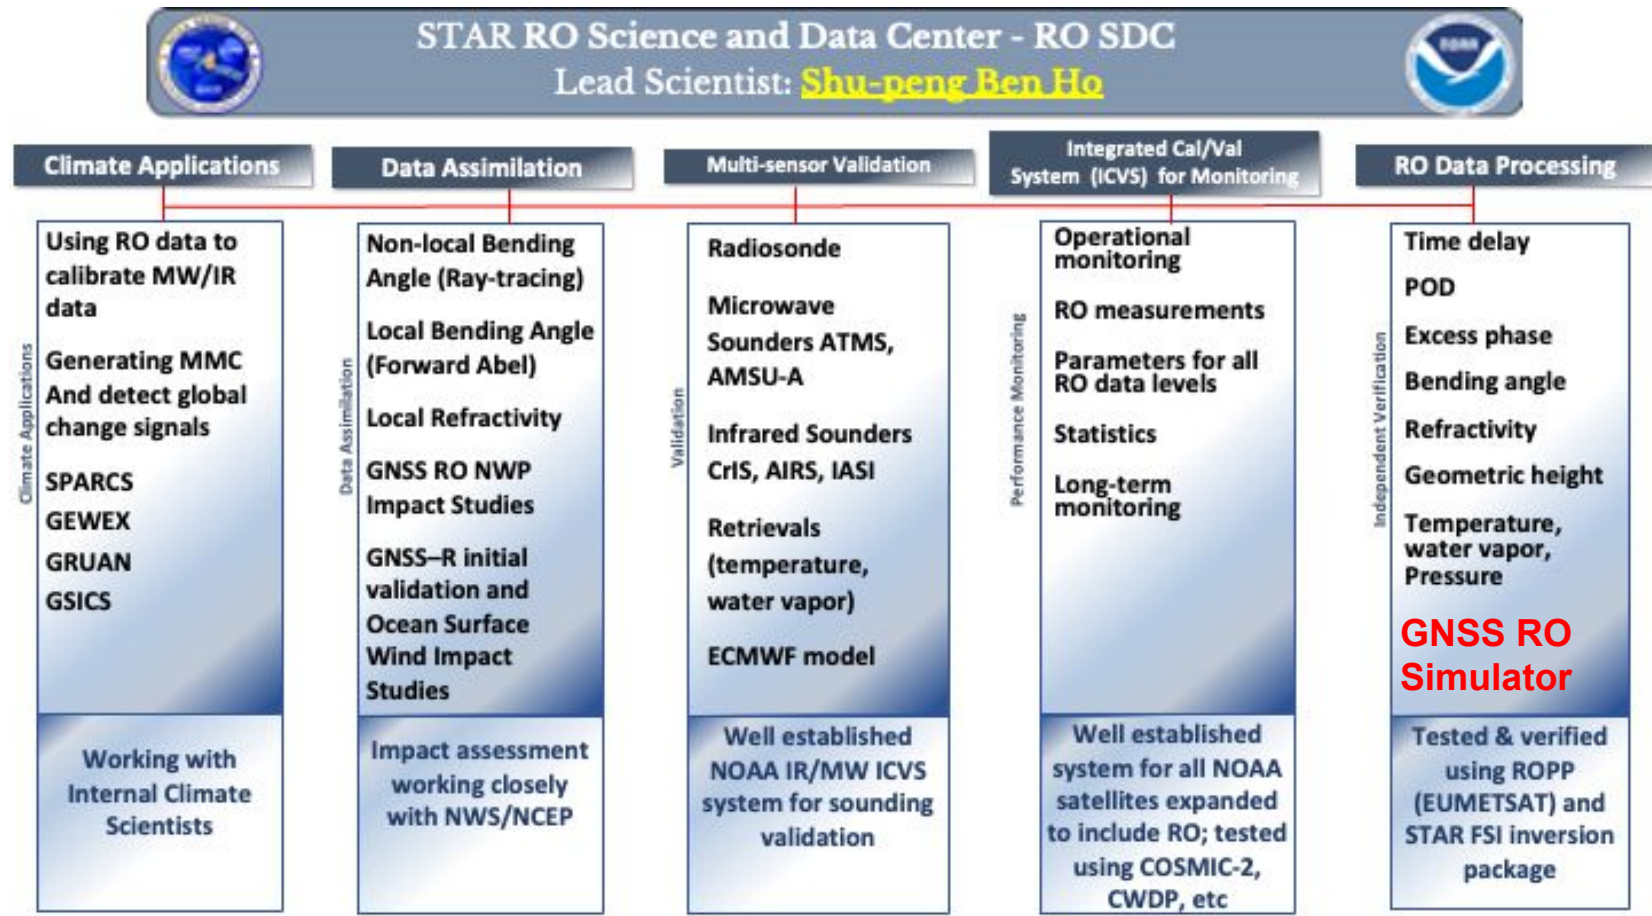 STAR RO Science and Data Center - RO SDC
Lead Scientist: Shu-peng Ben Ho
NOAA
Climate Applications
Climate Applications
Using RO data to
calibrate MW/IR
data
Generating MMC
And detect global
change signals
SPARCS
GEWEX
GRUAN
GSICS
Working with
Internal Climate
Scientists
Data Assimilation
Data Assimilation
Non-local Bending
Angle (Ray-tracing)
Local Bending Angle
(Forward Abel)
Local Refractivity
GNSS RO NWP
Impact Studies
GNSS–R initial
validation and
Ocean Surface
Wind Impact
Studies
Impact assessment
working closely
with NWS/NCEP
Multi-sensor Validation
Validation
Radiosonde
Microwave
Sounders ATMS,
AMSU-A
Infrared Sounders
CrIS, AIRS, IASI
Retrievals
(temperature,
water vapor)
ECMWF model
Well established
NOAA IR/MW ICVS
system for sounding
validation
Integrated Cal/Val
System (ICVS) for Monitoring
Performance Monitoring
Operational
monitoring
RO measurements
Parameters for all
RO data levels
Statistics
Long-term
monitoring
Well established
system for all NOAA
satellites expanded
to include RO; tested
using COSMIC-2,
CWDP, etc
RO Data Processing
Independent Verification
Time delay
POD
Excess phase
Bending angle
Refractivity
Geometric height
Temperature,
water vapor,
Pressure
GNSS RO
Simulator
Tested & verified
using ROPP
(EUMETSAT) and
STAR FSI inversion
package